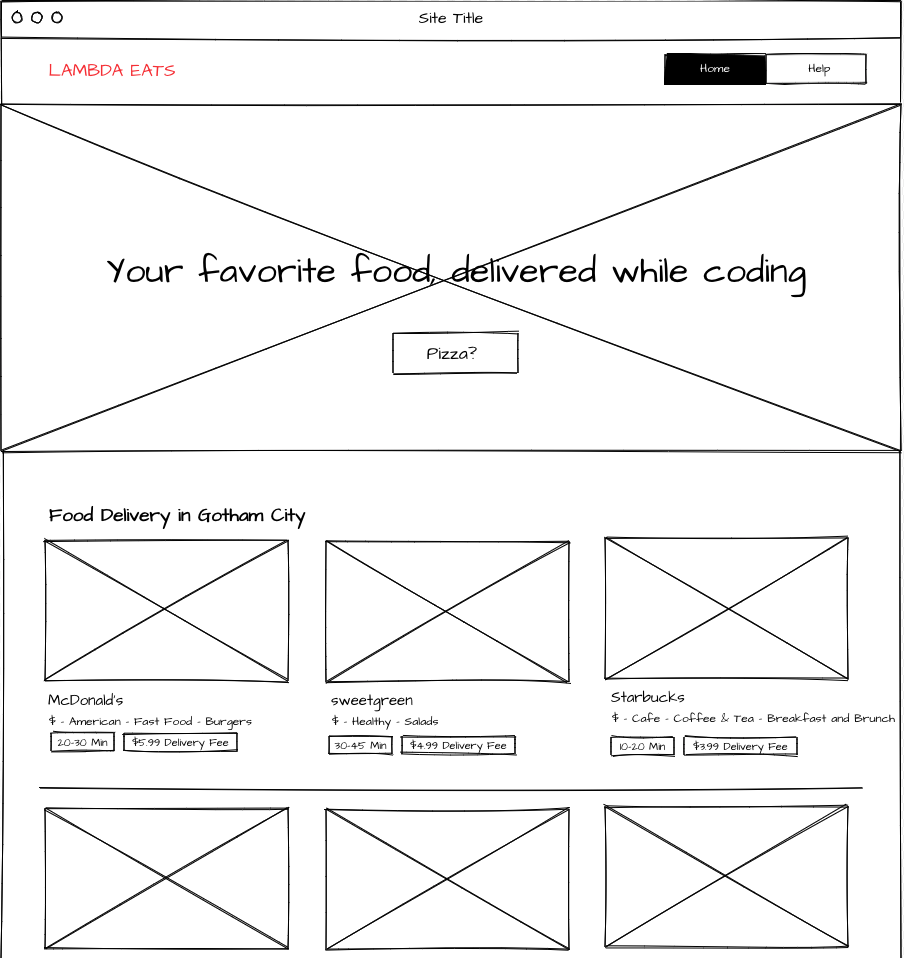 Site Title
LAMBDA EATS
Home
Help
Your favorite food, delivered while coding
Pizza?
Food Delivery in Gotham City
McDonald's
$ - American - Fast Food - Burgers
20-30 Min
$5.99 Delivery Fee
sweetgreen
$ - Healthy - Salads
30-45 Min
$4.99 Delivery Fee
Starbucks
$ - Cafe - Coffee & Tea - Breakfast and Brunch
10-20 Min
$3.99 Delivery Fee